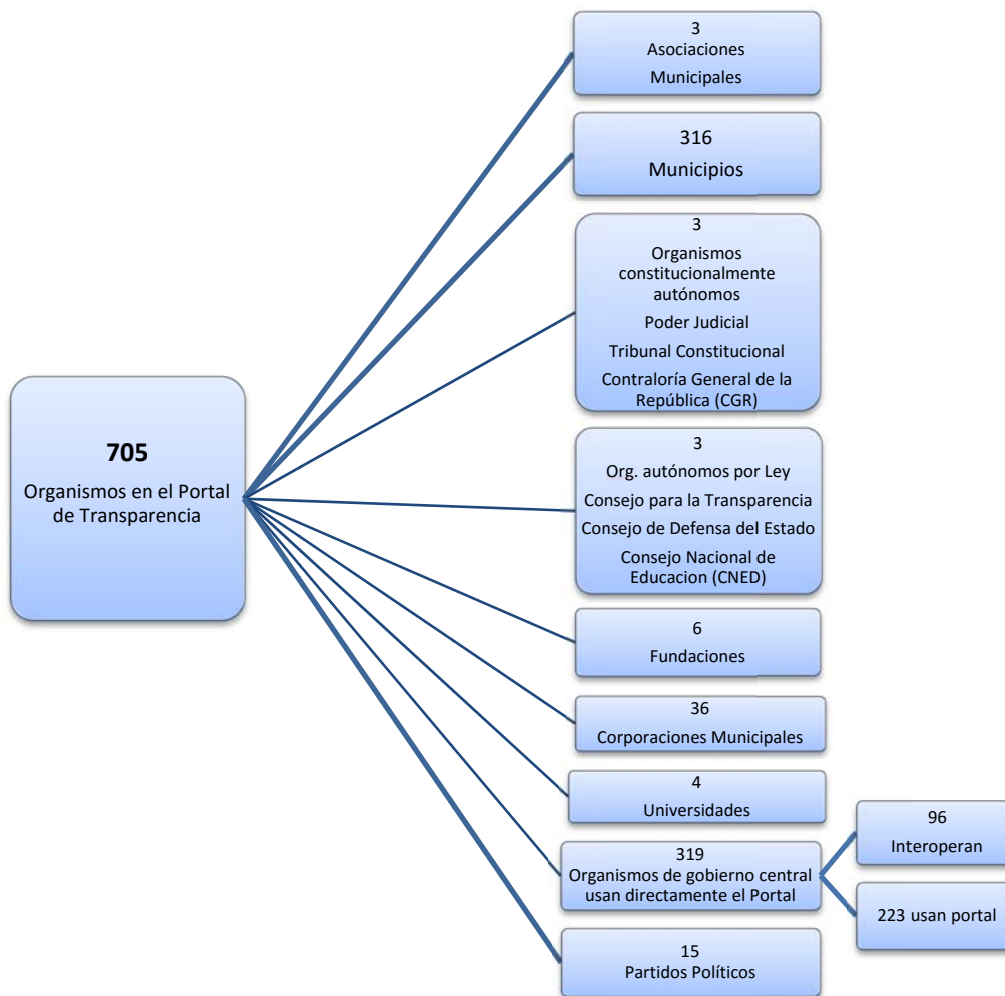 705
Organismos en el Portal
de Transparencia
3
Asociaciones
Municipales
316
Municipios
3
Organismos
constitucionalmente
autónomos
Poder Judicial
Tribunal Constitucional
Contraloría General de la
República (CGR)
3
Org. autónomos por Ley
Consejo para la Transparencia
Consejo de Defensa del Estado
Consejo Nacional de
Educacion (CNED)
6
Fundaciones
36
Corporaciones Municipales
4
Universidades
319
Organismos de gobierno central
usan directamente el Portal
96
Interoperan
223 usan portal
15
Partidos Políticos